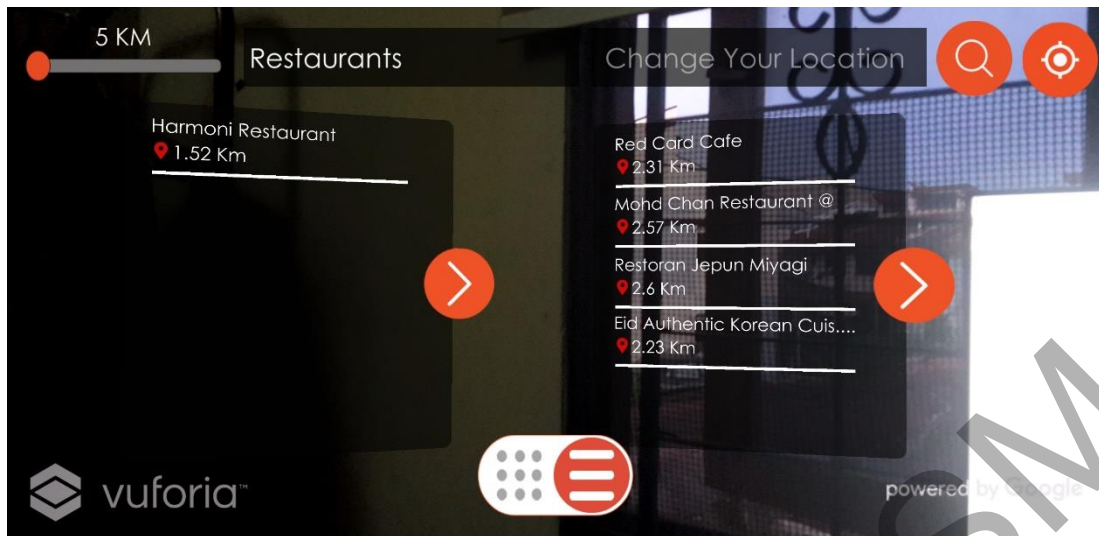 5 KM
Restaurants
Change Your Location
Harmoni Restaurant
1.52 Km
Red Card Cafe
2.31 Km
Mohd Chan Restaurant @
2.57 Km
Restoran Jepun Miyagi
2.6 Km
Eid Authentic Korean Cuis....
2.23 Km
vuforia™
powered by Google
SM